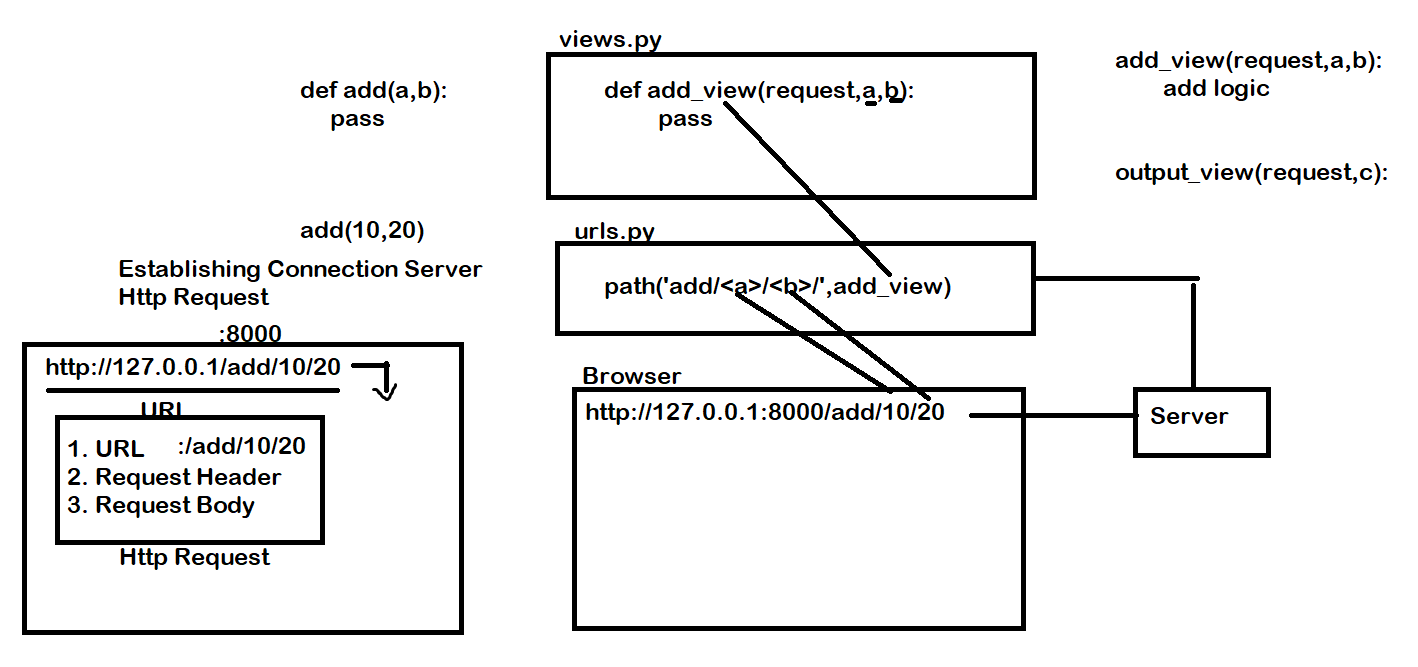 views.py
def add(a,b):
pass
def add_view(request,a,b):
pass
add_view(request,a,b):
add logic
output_view(request,c):
add(10,20)
urls.py
path('add/<a>/<b>/',add_view)
Establishing Connection Server
Http Request
:8000
http://127.0.0.1/add/10/20
URL
1. URL :/add/10/20
2. Request Header
3. Request Body
Http Request
Browser
http://127.0.0.1:8000/add/10/20
Server